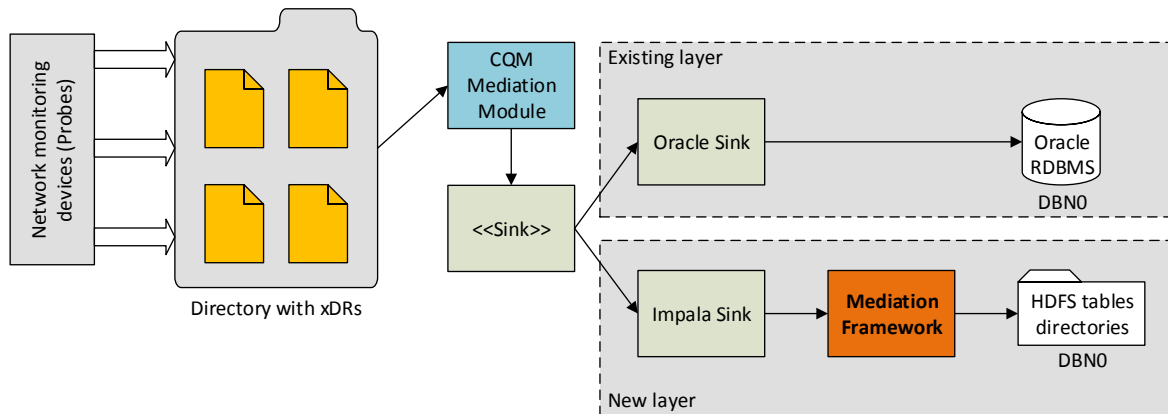 Network monitoring
devices (Probes)
Directory with xDRs
CQM
Mediation
Module
<<Sink>>
Existing layer
Oracle Sink
Oracle
RDBMS
DBN0
Impala Sink
Mediation
Framework
HDFS tables
directories
DBN0
New layer